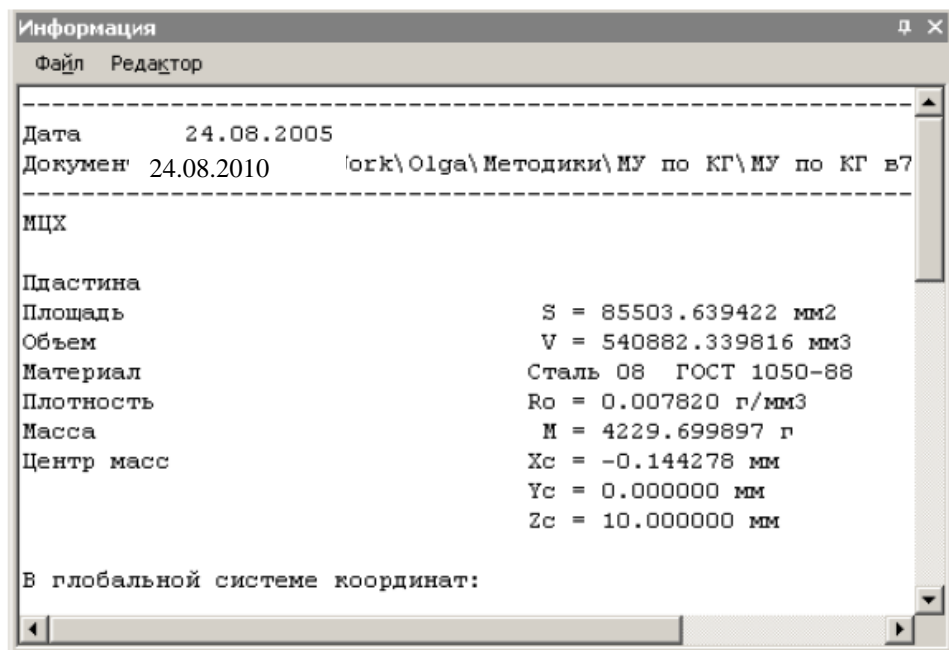 Информация
Файл Редактор
Дата 24.08.2005
Докумен 24.08.2010 ork\Olga\Методики\МУ по КГ\МУ по КГ в7
МЦХ
Пдастина
Площадь S = 85503.639422 мм2
Объем V = 540882.339816 мм3
Материал Сталь 08 ГОСТ 1050-88
Плотность Ro = 0.007820 г/мм3
Масса M = 4229.699897 г
Центр масс Xc = -0.144278 мм
Yc = 0.000000 мм
Zc = 10.000000 мм
В глобальной системе координат: